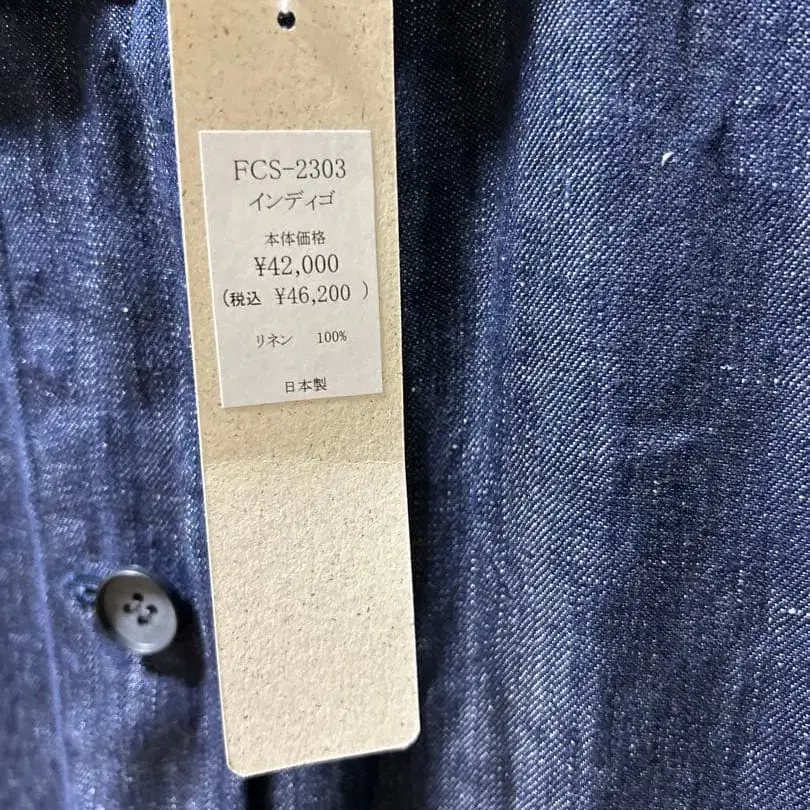 FCS-2303
インディゴ
本体価格
¥42,000
(税込 ¥46,200 )
リネン 100%
日本製